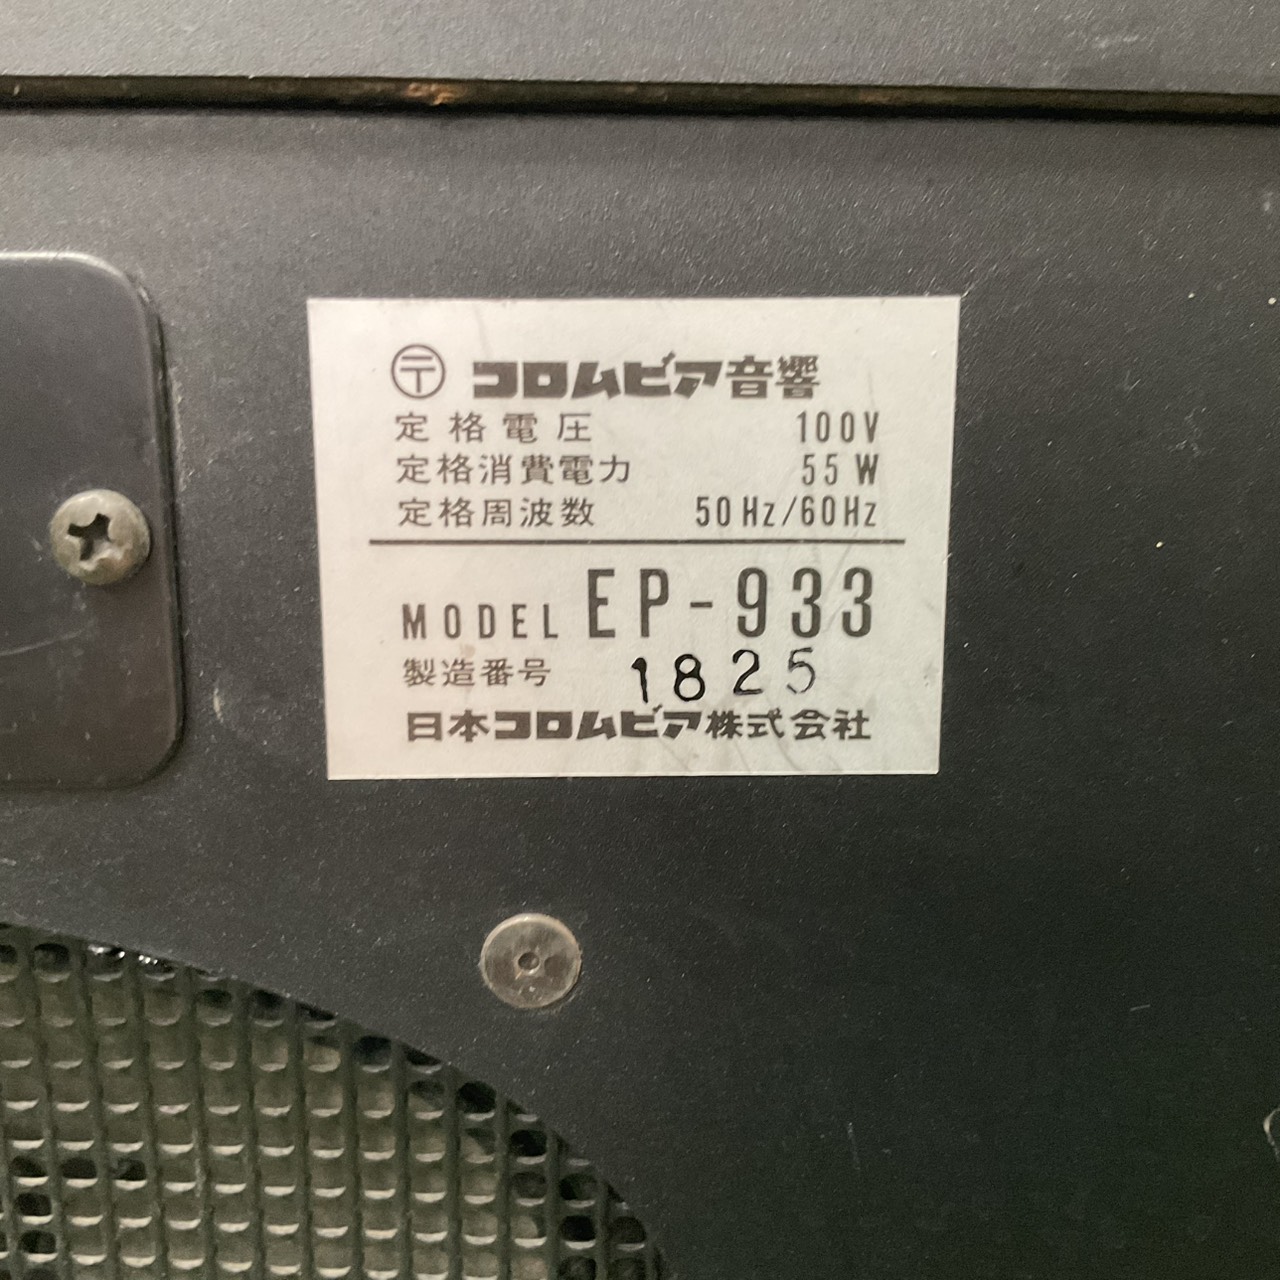 〒 コロムビア音響
定格電圧 100V
定格消費電力 55W
定格周波数 50Hz/60Hz
MODEL EP-933
製造番号 1825
日本コロムビア株式会社